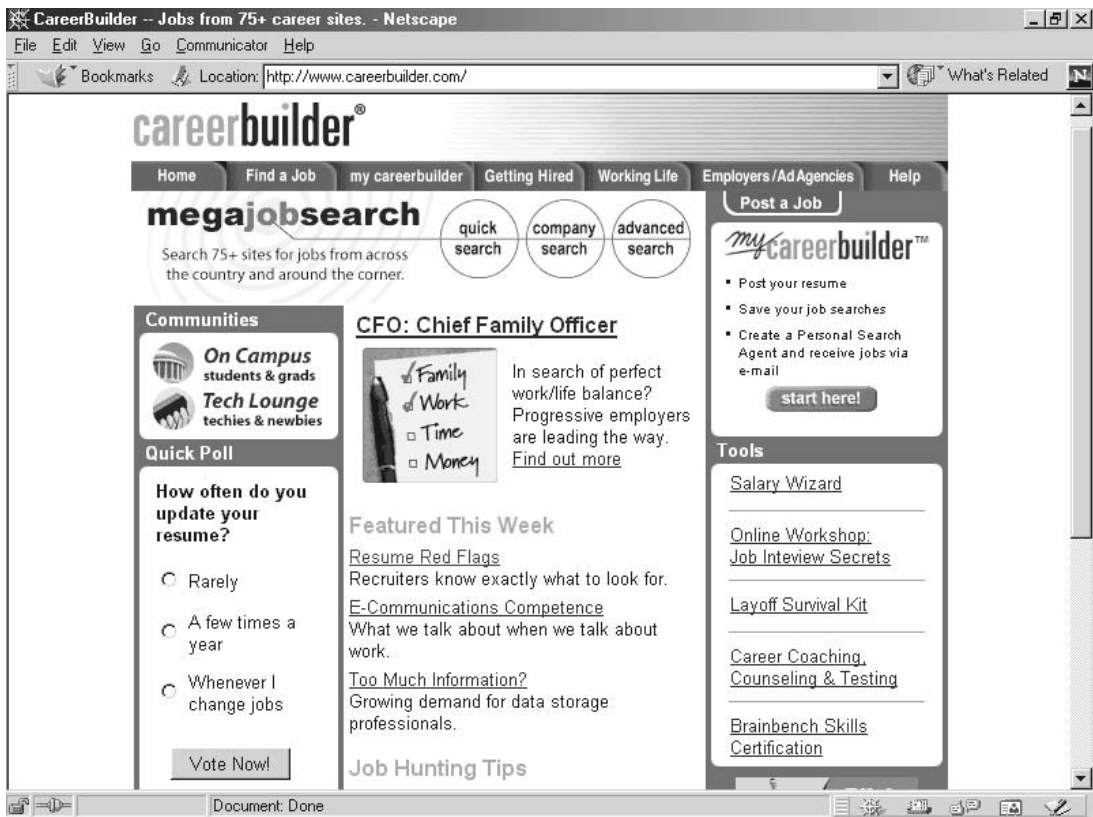 CareerBuilder -- Jobs from 75+ career sites. - Netscape
File Edit View Go Communicator Help
Bookmarks Location: http://www.careerbuilder.com/ What's Related N
careerbuilder®
Home Find a Job my careerbuilder Getting Hired Working Life Employers/Ad Agencies Help
Post a Job
megajobsearch
Search 75+ sites for jobs from across
the country and around the corner.
quick
search
company
search
advanced
search
Communities
On Campus
students & grads
Tech Lounge
techies & newbies
Quick Poll
How often do you
update your
resume?
Rarely
A few times a
year
Whenever I
change jobs
Vote Now!
CFO: Chief Family Officer
Family
Work
Time
Money
In search of perfect
work/life balance?
Progressive employers
are leading the way.
Find out more
Featured This Week
Resume Red Flags
Recruiters know exactly what to look for.
E-Communications Competence
What we talk about when we talk about
work.
Too Much Information?
Growing demand for data storage
professionals.
Job Hunting Tips
mycareerbuilder™
Post your resume
Save your job searches
Create a Personal Search
Agent and receive jobs via
e-mail
start here!
Tools
Salary Wizard
Online Workshop:
Job Inteview Secrets
Layoff Survival Kit
Career Coaching,
Counseling & Testing
Brainbench Skills
Certification
Document: Done